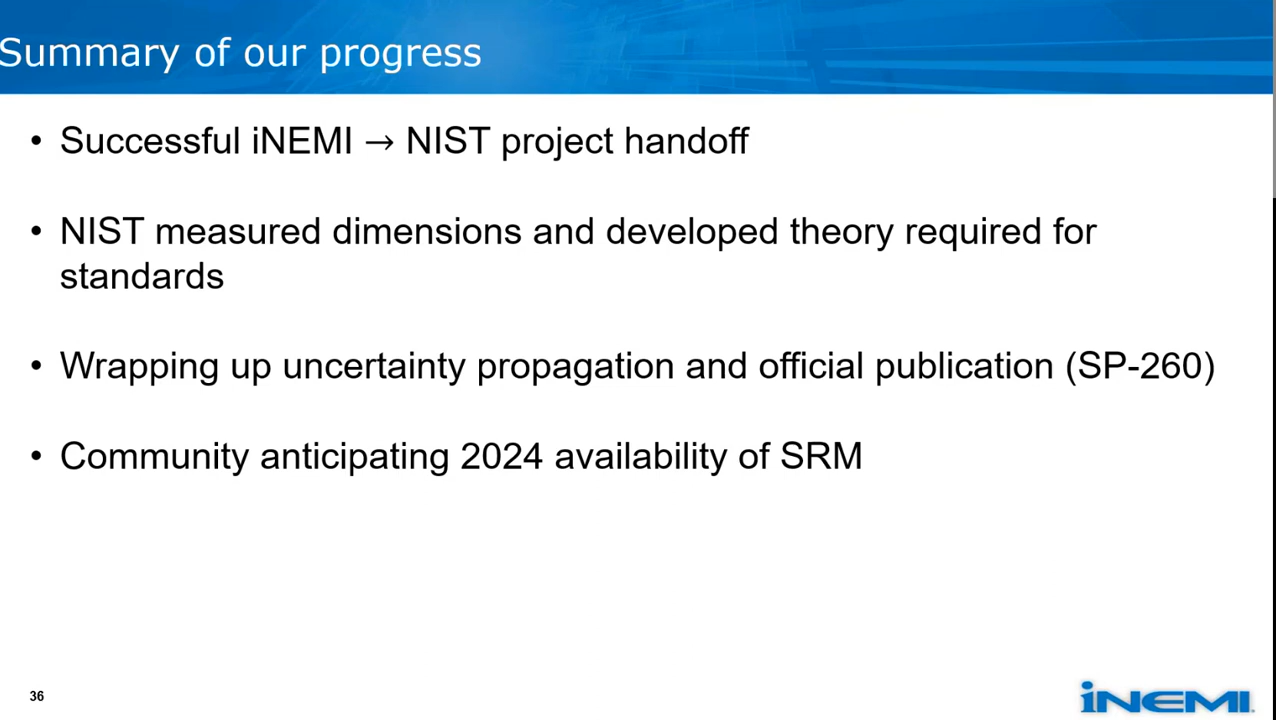 Summary of our progress
• Successful iNEMI → NIST project handoff
• NIST measured dimensions and developed theory required for
standards
• Wrapping up uncertainty propagation and official publication (SP-260)
• Community anticipating 2024 availability of SRM
36
iNEMI.